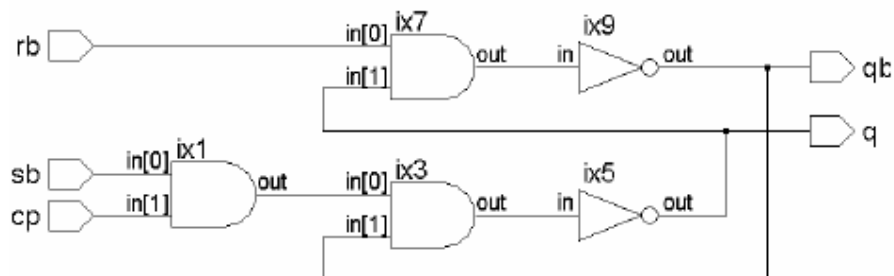 ix7
ix9
rb in[0] out in out qb
in[1]
q
ix1
ix3
ix5
sb in[0] out in[0] out in out
cp in[1] in[1]